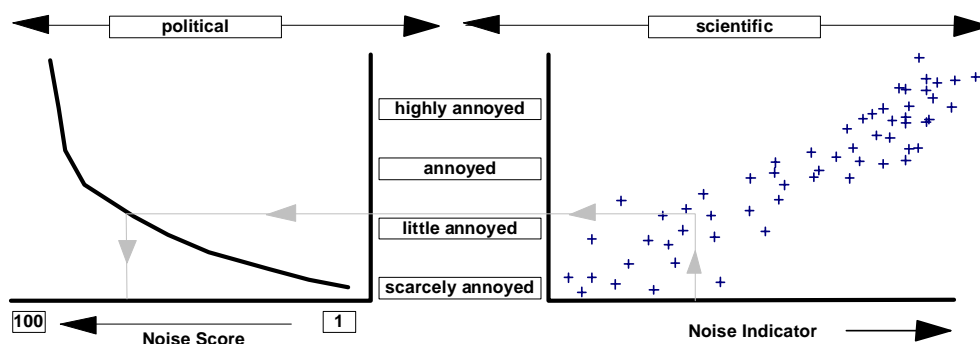 political
scientific
highly annoyed
annoyed
little annoyed
scarcely annoyed
100
1
Noise Score
Noise Indicator